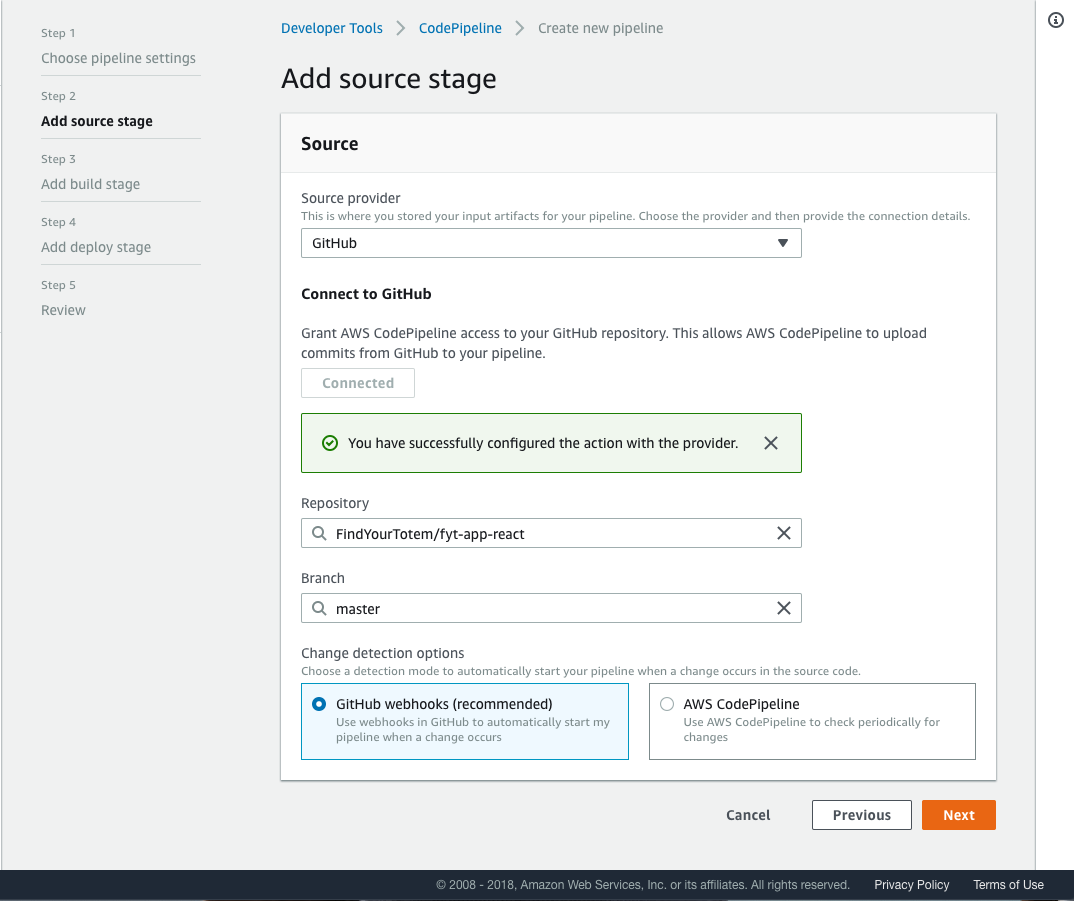 Step 1
Choose pipeline settings
Step 2
Add source stage
Step 3
Add build stage
Step 4
Add deploy stage
Step 5
Review
Developer Tools
CodePipeline
Create new pipeline
Add source stage
Source
Source provider
This is where you stored your input artifacts for your pipeline. Choose the provider and then provide the connection details.
GitHub
Connect to GitHub
Grant AWS CodePipeline access to your GitHub repository. This allows AWS CodePipeline to upload
commits from GitHub to your pipeline.
Connected
You have successfully configured the action with the provider.
Repository
FindYourTotem/fyt-app-react
Branch
master
Change detection options
Choose a detection mode to automatically start your pipeline when a change occurs in the source code.
GitHub webhooks (recommended)
Use webhooks in GitHub to automatically start my
pipeline when a change occurs
AWS CodePipeline
Use AWS CodePipeline to check periodically for
changes
Cancel
Previous
Next
© 2008 - 2018, Amazon Web Services, Inc. or its affiliates. All rights reserved.
Privacy Policy
Terms of Use